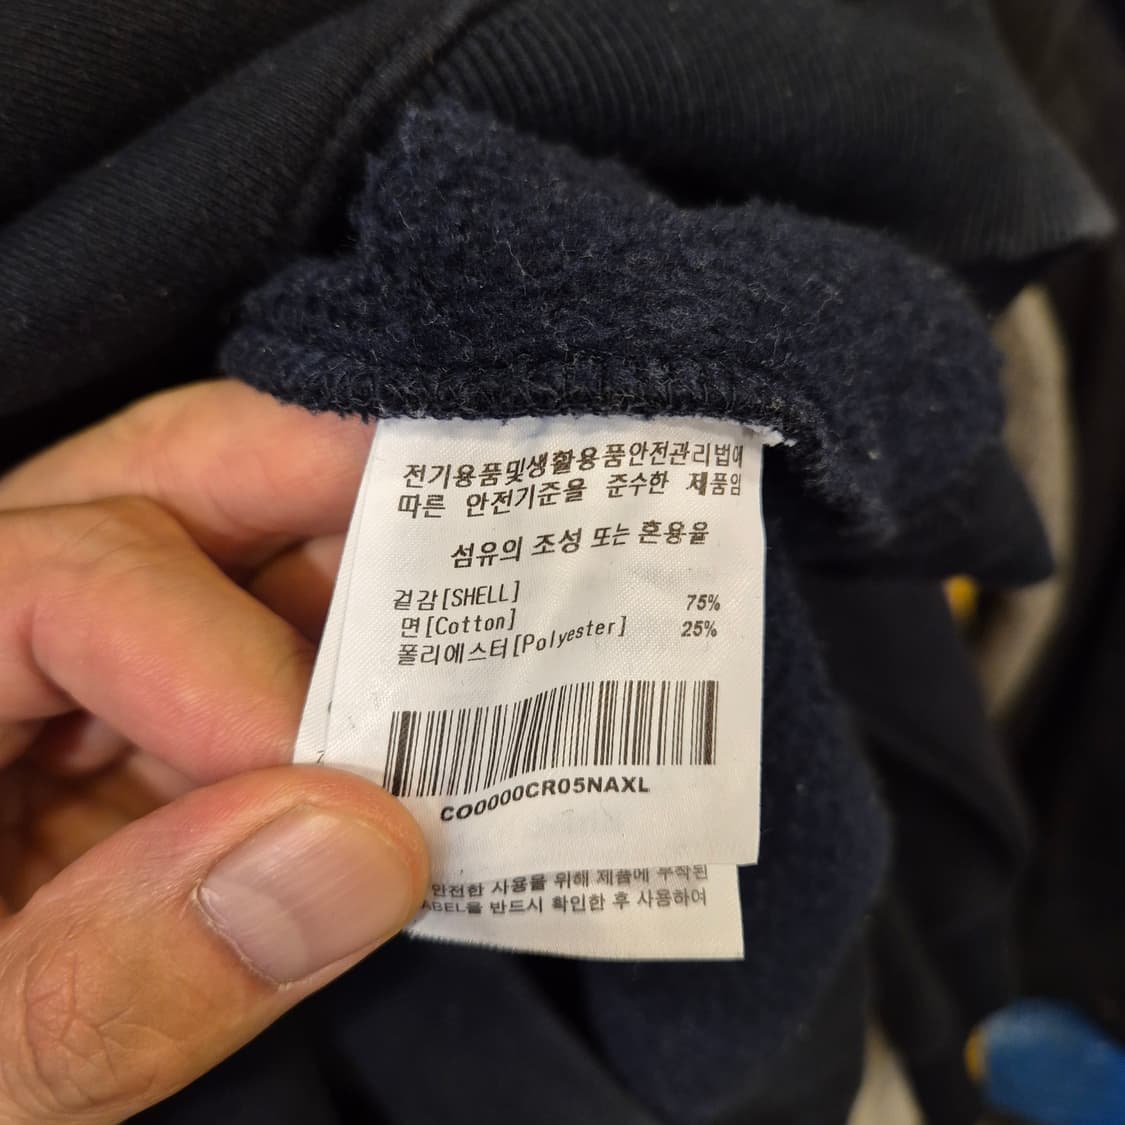 전기용품및생활용품안전관리법에
따른 안전기준을 준수한 제품임
섬유의 조성 또는 혼용율
겉감[SHELL]
면[Cotton] 75%
폴리에스터[Polyester] 25%
CO0000CR05NAXL
안전한 사용을 위해 제품에 부착된
ABEL을 반드시 확인한 후 사용하여